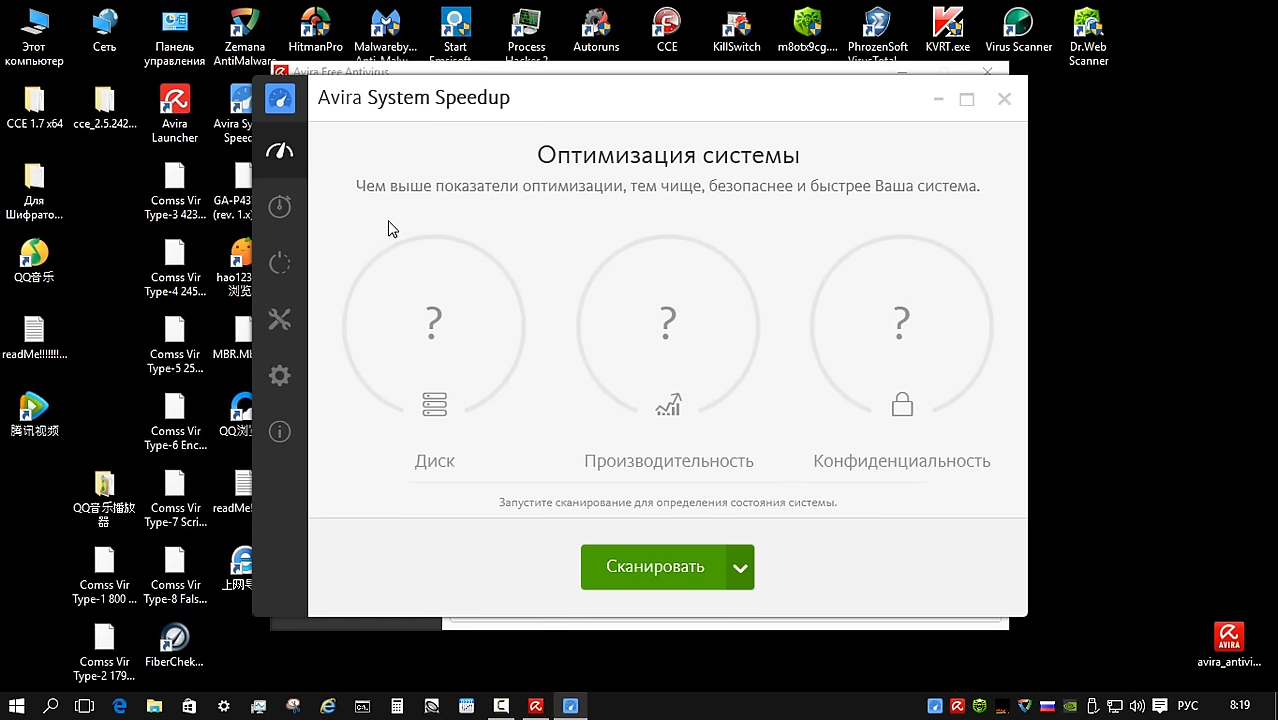 Этот
компьютер
Сеть
Панель
управления
Zemana
AntiMalware
HitmanPro
Malwareby...
Anti-Malw...
Start
Emsisoft
Process
Hacker 2
Autoruns
CCE
KillSwitch
m8otx9cg....
PhrozenSoft
VirusTotal
KVRT.exe
Virus Scanner
Dr.Web
Scanner
Avira Free Antivirus
CCE 1.7 x64
cce_2.5.242...
Avira
Launcher
Avira Sy
Speed
Для
Шифрато...
Comss Vir
Type-3 423...
GA-P43
(rev. 1.x)
QQ音乐
Comss Vir
Type-4 245...
hao123
浏览
readMe!!!!!!!...
Comss Vir
Type-5 25...
MBR.M
腾讯视频
Comss Vir
Type-6 Enc...
QQ浏
QQ音乐播放
器
Comss Vir
Type-7 Scri...
readMe!
Comss Vir
Type-1 800 ...
Comss Vir
Type-8 Fals...
上网导
Comss Vir
Type-2 179...
FiberChek...
Avira System Speedup
Оптимизация системы
Чем выше показатели оптимизации, тем чище, безопаснее и быстрее Ваша система.
? ? ?
Диск
Производительность
Конфиденциальность
Запустите сканирование для определения состояния системы.
Сканировать
AVIRA
avira_antivi...
РУС
8:19